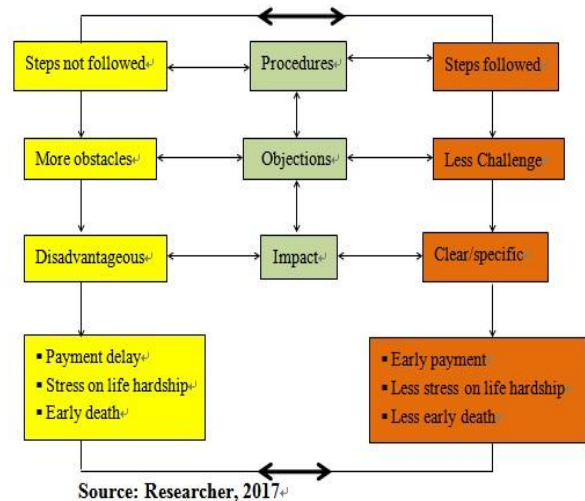 Steps not followed
Procedures
Steps followed
More obstacles
Objections
Less Challenge
Disadvantageous
Impact
Clear/specific
▪ Payment delay
▪ Stress on life hardship
▪ Early death
▪ Early payment
▪ Less stress on life hardship
▪ Less early death
Source: Researcher, 2017